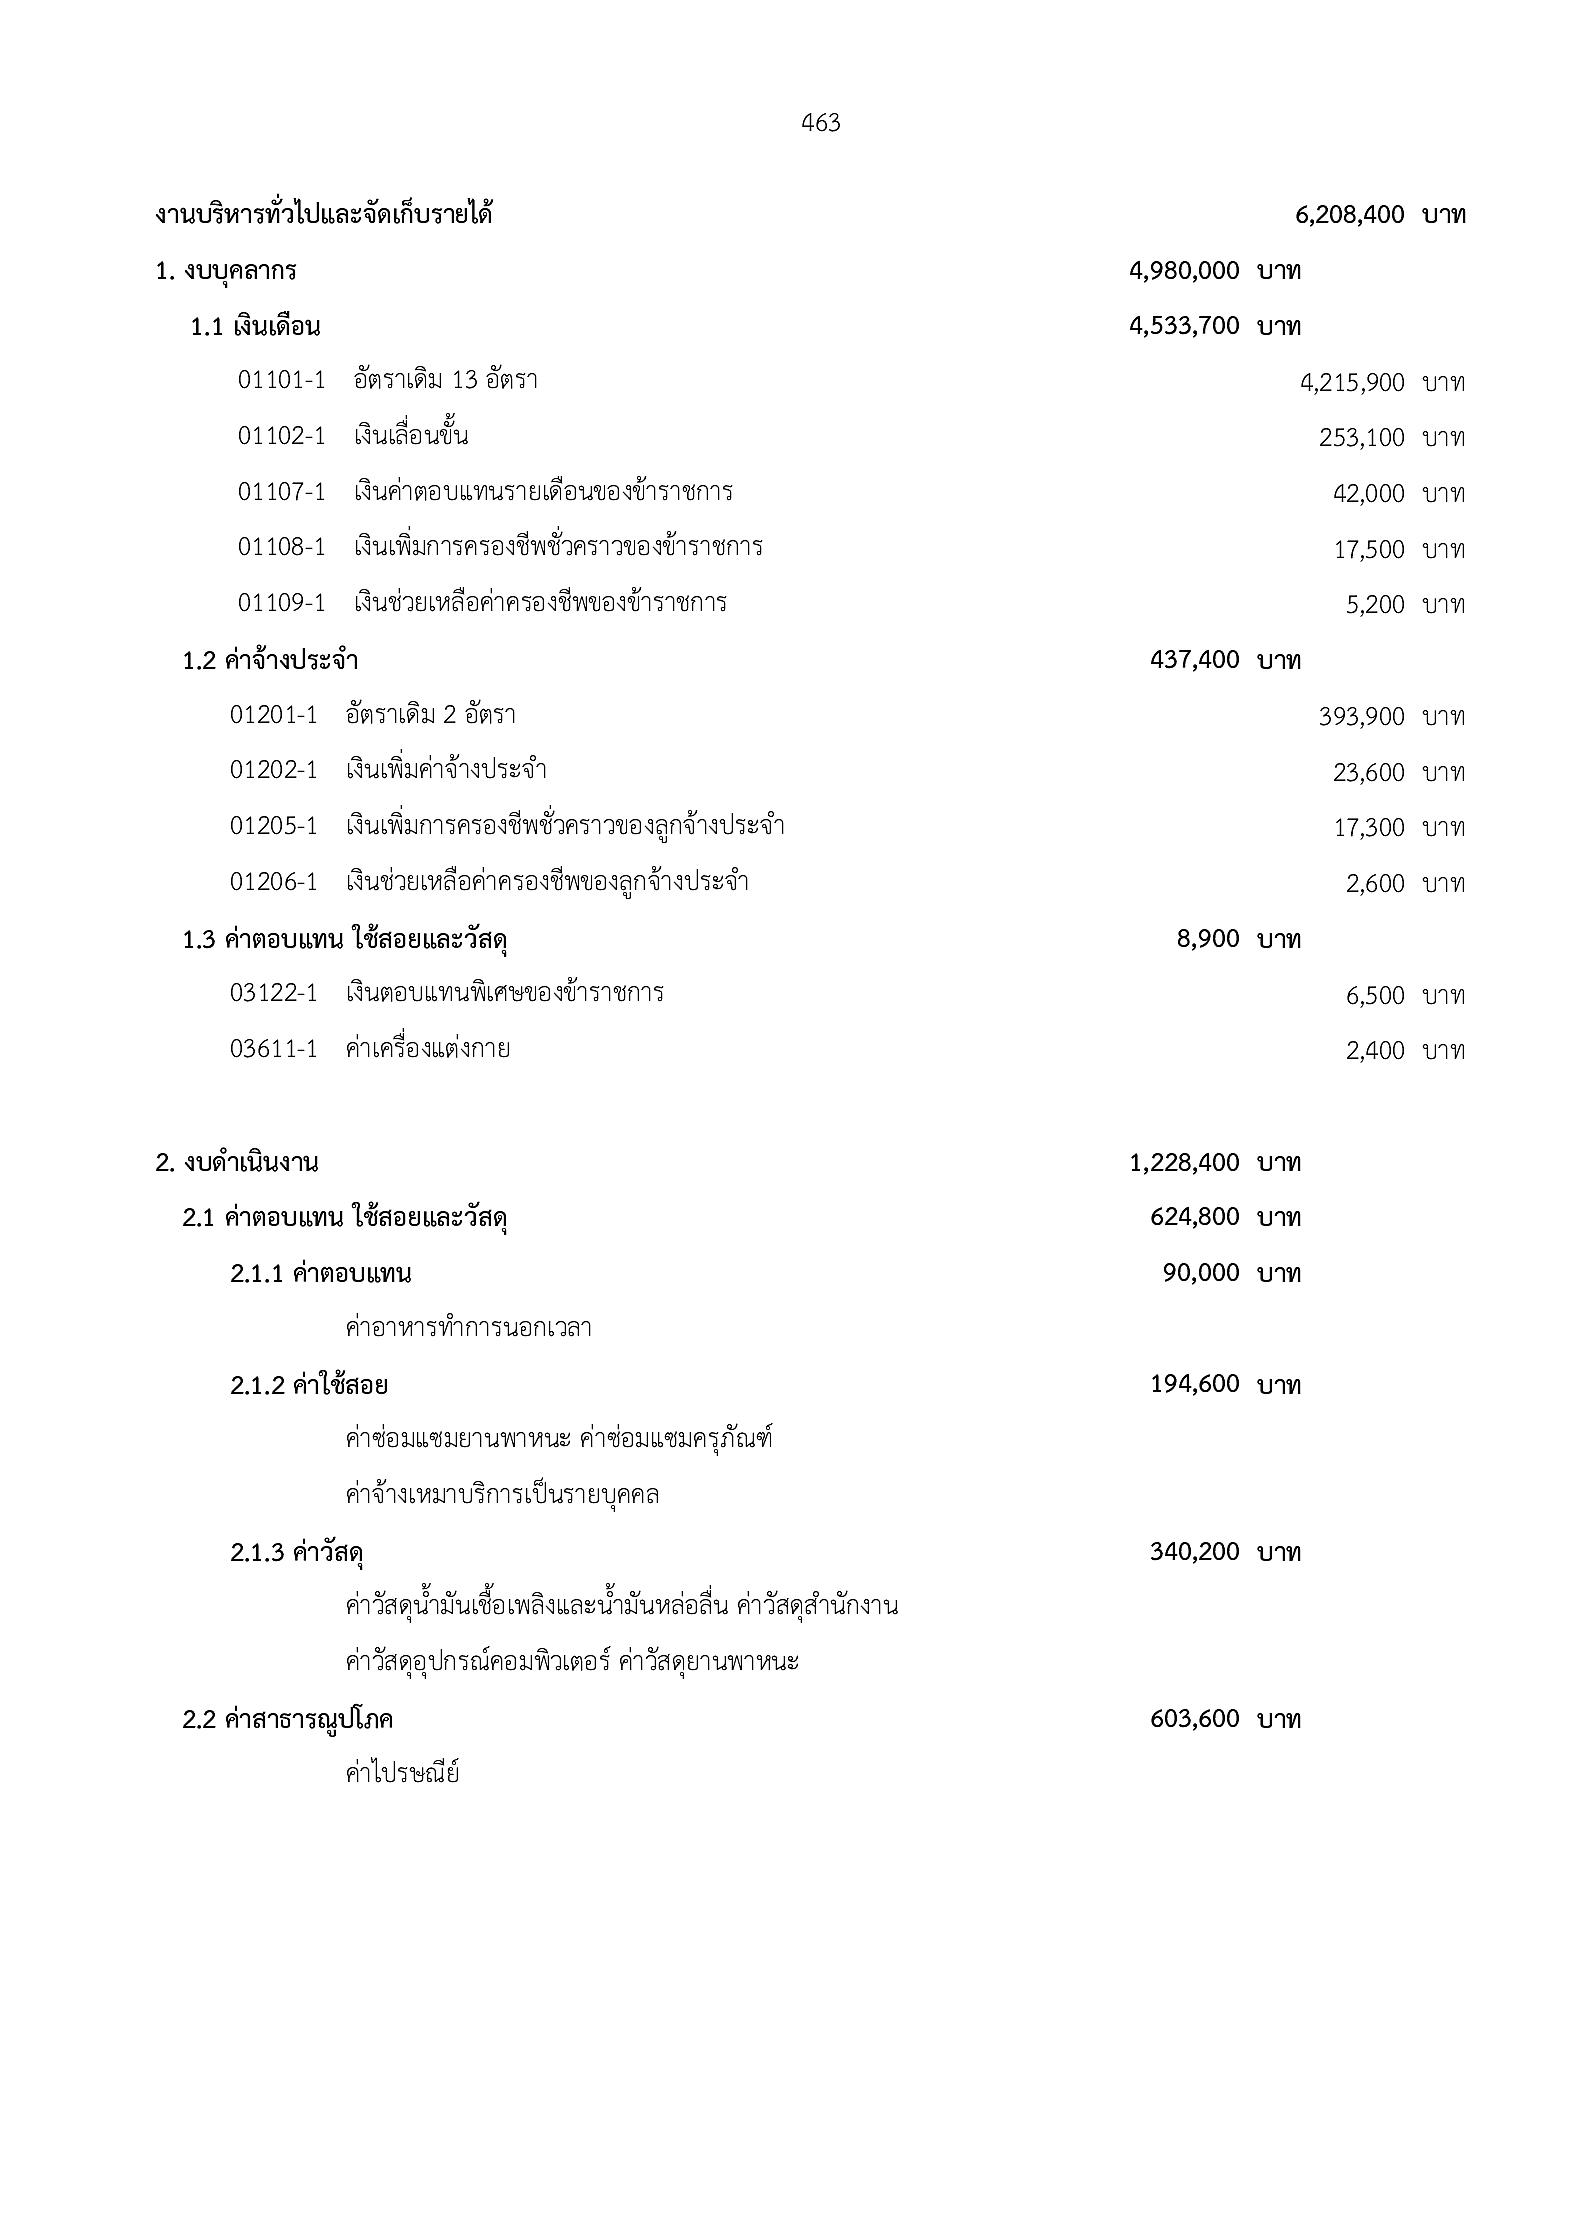 463
งานบริหารทั่วไปและจัดเก็บรายได้ 6,208,400 บาท
1. งบบุคลากร 4,980,000 บาท
1.1 เงินเดือน 4,533,700 บาท
01101-1 อัตราเดิม 13 อัตรา 4,215,900 บาท
01102-1 เงินเลื่อนขั้น 253,100 บาท
01107-1 เงินค่าตอบแทนรายเดือนของข้าราชการ 42,000 บาท
01108-1 เงินเพิ่มการครองชีพชั่วคราวของข้าราชการ 17,500 บาท
01109-1 เงินช่วยเหลือค่าครองชีพของข้าราชการ 5,200 บาท
1.2 ค่าจ้างประจำ 437,400 บาท
01201-1 อัตราเดิม 2 อัตรา 393,900 บาท
01202-1 เงินเพิ่มค่าจ้างประจำ 23,600 บาท
01205-1 เงินเพิ่มการครองชีพชั่วคราวของลูกจ้างประจำ 17,300 บาท
01206-1 เงินช่วยเหลือค่าครองชีพของลูกจ้างประจำ 2,600 บาท
1.3 ค่าตอบแทน ใช้สอยและวัสดุ 8,900 บาท
03122-1 เงินตอบแทนพิเศษของข้าราชการ 6,500 บาท
03611-1 ค่าเครื่องแต่งกาย 2,400 บาท
2. งบดำเนินงาน 1,228,400 บาท
2.1 ค่าตอบแทน ใช้สอยและวัสดุ 624,800 บาท
2.1.1 ค่าตอบแทน 90,000 บาท
ค่าอาหารทำการนอกเวลา
2.1.2 ค่าใช้สอย 194,600 บาท
ค่าซ่อมแซมยานพาหนะ ค่าซ่อมแซมครุภัณฑ์
ค่าจ้างเหมาบริการเป็นรายบุคคล
2.1.3 ค่าวัสดุ 340,200 บาท
ค่าวัสดุน้ำมันเชื้อเพลิงและน้ำมันหล่อลื่น ค่าวัสดุสำนักงาน
ค่าวัสดุอุปกรณ์คอมพิวเตอร์ ค่าวัสดุยานพาหนะ
2.2 ค่าสาธารณูปโภค 603,600 บาท
ค่าไปรษณีย์